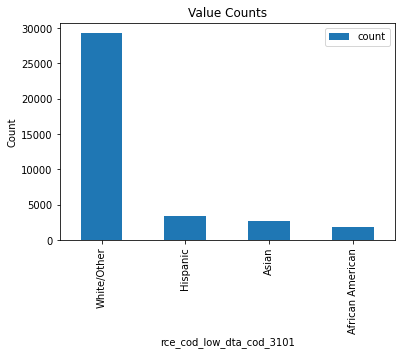 Value Counts
count
30000
25000
20000
15000
10000
5000
0
Count
White/Other
Hispanic
Asian
African American
rce_cod_low_dta_cod_3101